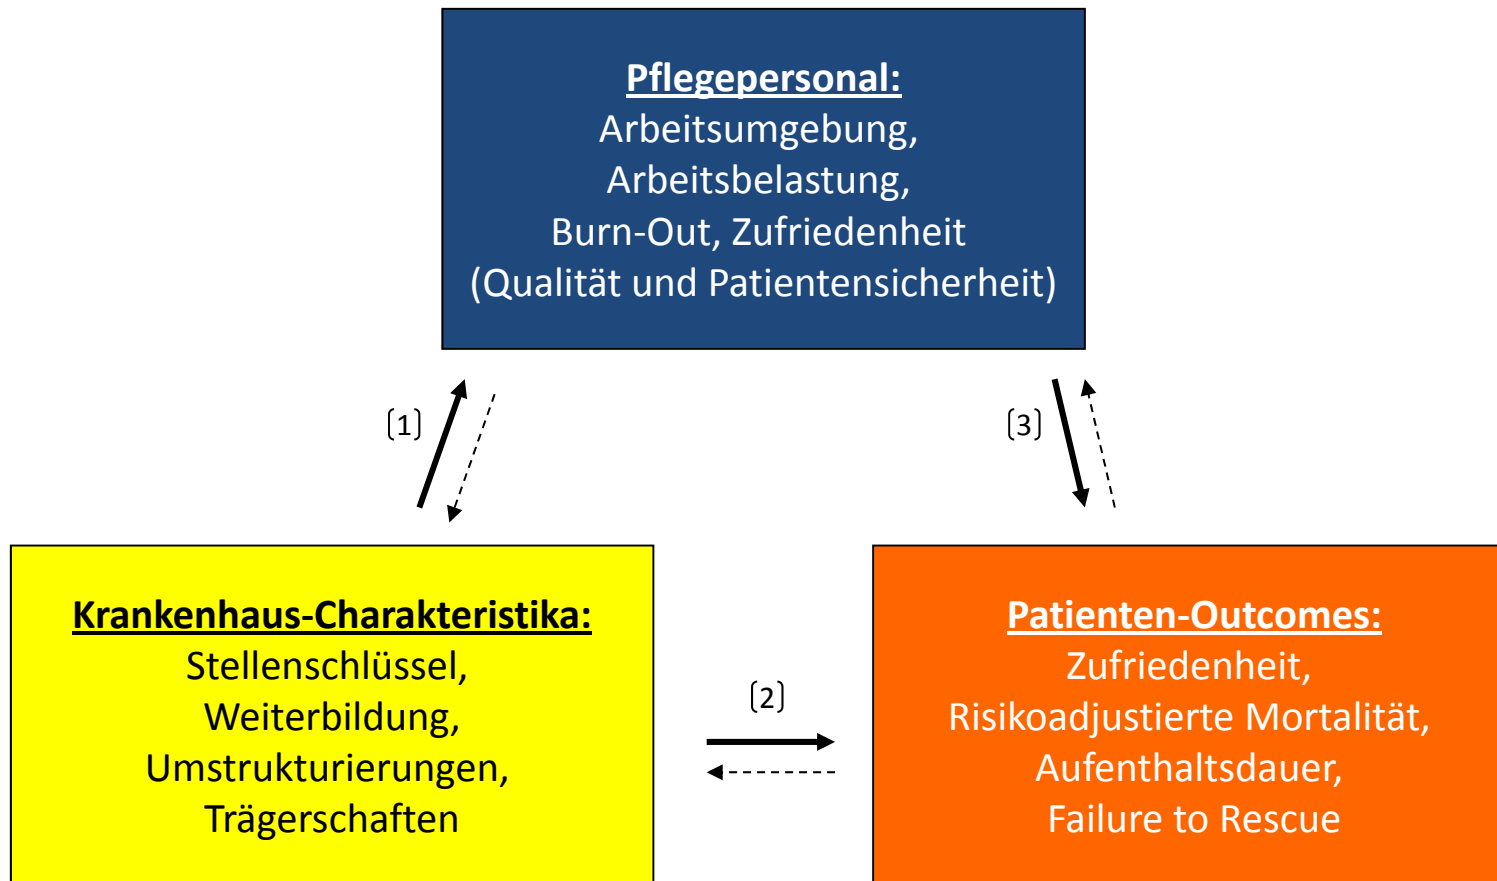 Pflegepersonal:
Arbeitsumgebung,
Arbeitsbelastung,
Burn-Out, Zufriedenheit
(Qualität und Patientensicherheit)
(1)
(3)
Krankenhaus-Charakteristika:
Stellenschlüssel,
Weiterbildung,
Umstrukturierungen,
Trägerschaften
(2)
Patienten-Outcomes:
Zufriedenheit,
Risikoadjustierte Mortalität,
Aufenthaltsdauer,
Failure to Rescue